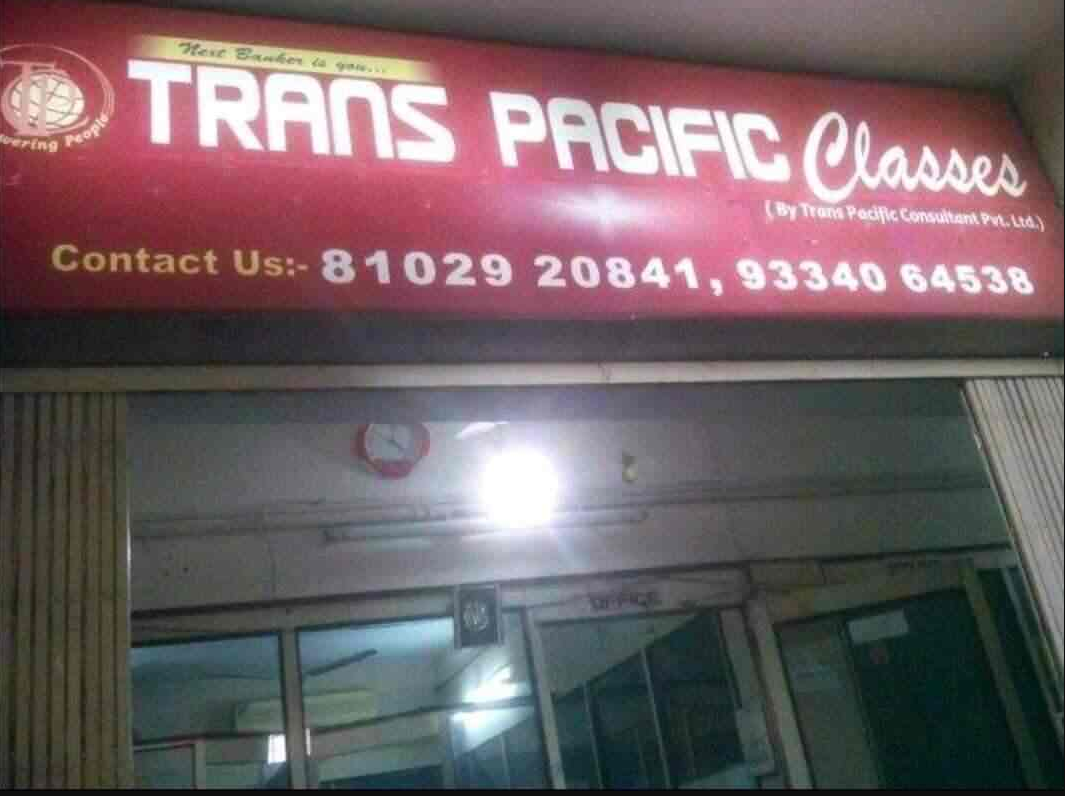 Next Banker is you...
TRANS PACIFIC Classes
( By Trans Pacific Consultant Pvt. Ltd.)
People
Contact Us:- 81029 20841, 93340 64538
OFFICE